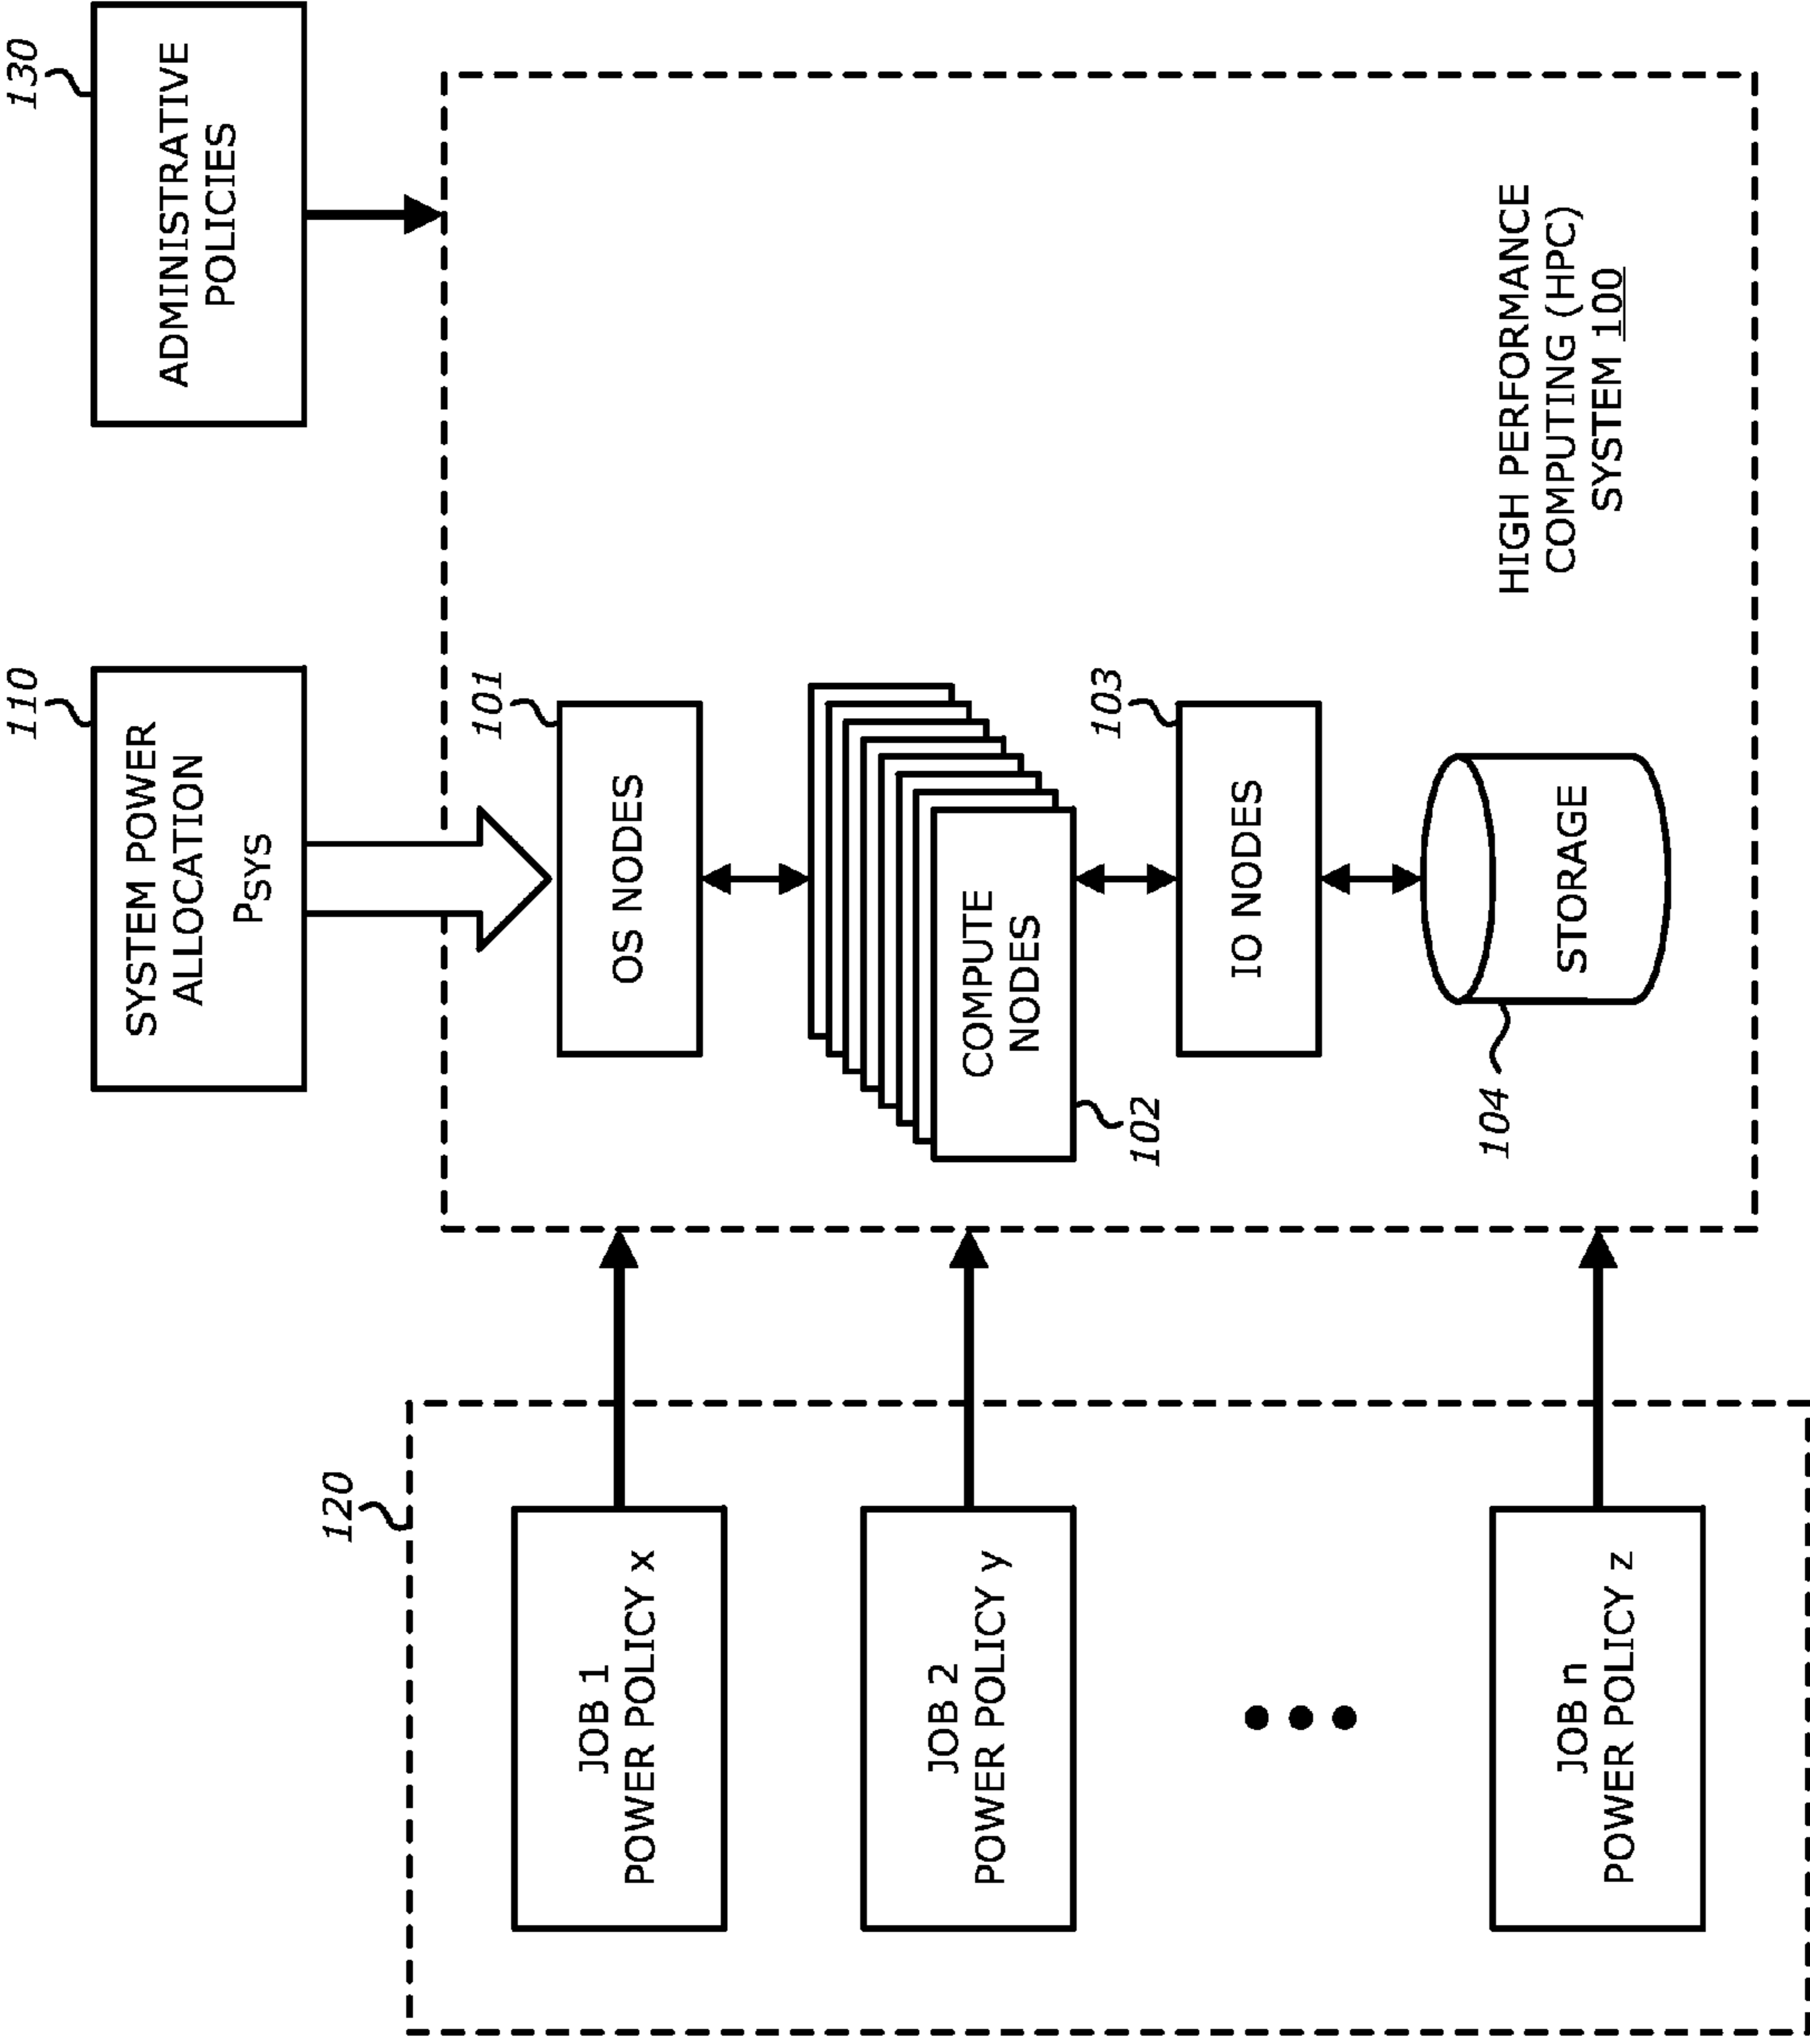 110
SYSTEM POWER
ALLOCATION
PSYS
130
ADMINISTRATIVE
POLICIES
120
JOB 1
POWER POLICY x
JOB 2
POWER POLICY y
JOB n
POWER POLICY z
101
OS NODES
COMPUTE
NODES
102
103
IO NODES
104
STORAGE
HIGH PERFORMANCE
COMPUTING (HPC)
SYSTEM 100